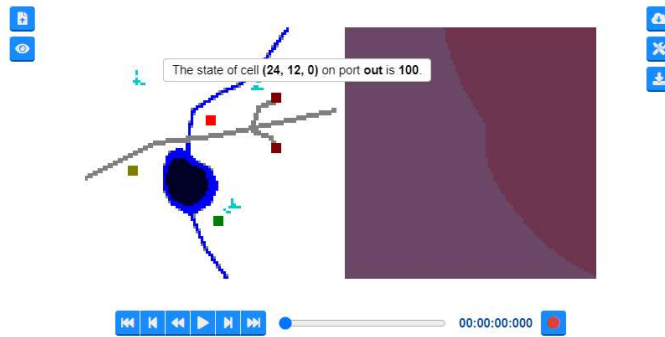 The state of cell (24, 12, 0) on port out is 100.
00:00:00:000